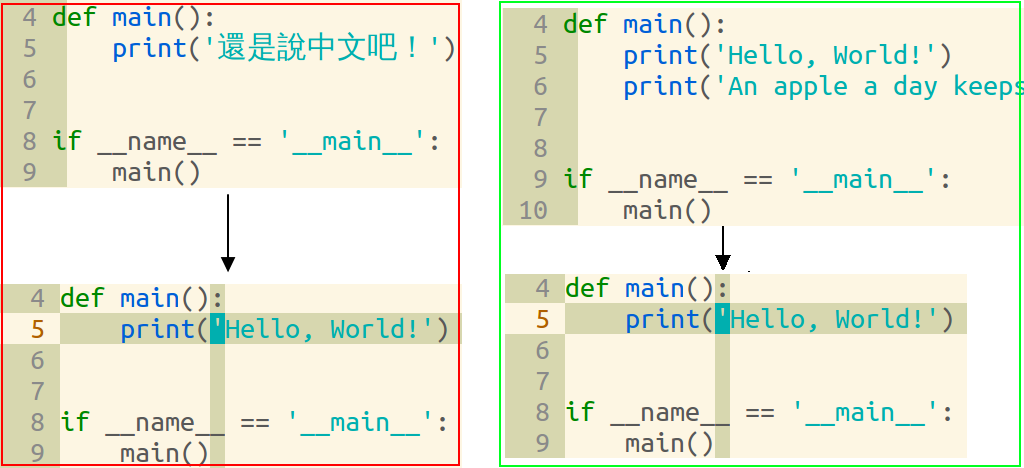 4 def main():
5     print('還是說中文吧！')
6
7
8 if __name__ == '__main__':
9     main()
4 def main():
5     print('Hello, World!')
6
7
8 if __name__ == '__main__':
9     main()
4 def main():
5     print('Hello, World!')
6     print('An apple a day keeps
7
8
9 if __name__ == '__main__':
10     main()
4 def main():
5     print('Hello, World!')
6
7
8 if __name__ == '__main__':
9     main()